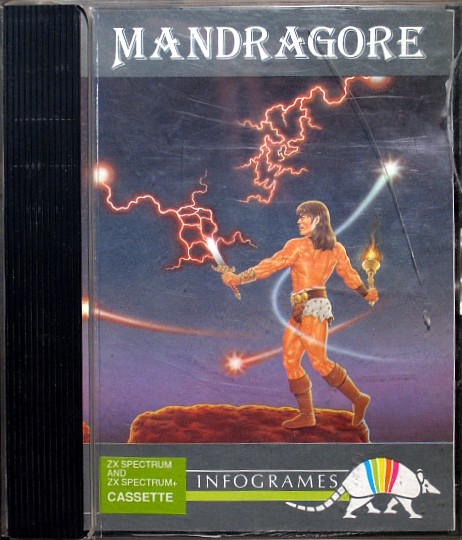 MANDRAGORE
ZX SPECTRUM
AND
ZX SPECTRUM+
CASSETTE
INFOGRAMES